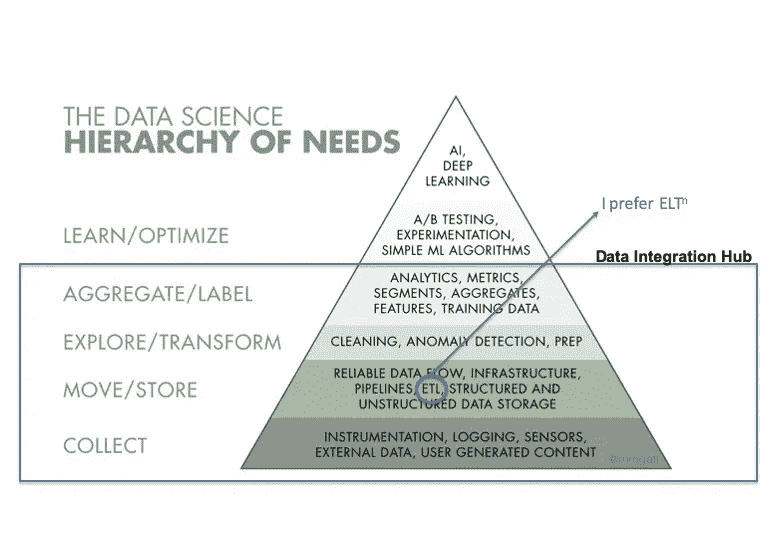 THE DATA SCIENCE
HIERARCHY OF NEEDS
AI,
DEEP
LEARNING
I prefer ELTⁿ
LEARN/OPTIMIZE
A/B TESTING,
EXPERIMENTATION,
SIMPLE ML ALGORITHMS
Data Integration Hub
AGGREGATE/LABEL
ANALYTICS, METRICS,
SEGMENTS, AGGREGATES,
FEATURES, TRAINING DATA
EXPLORE/TRANSFORM
CLEANING, ANOMALY DETECTION, PREP
MOVE/STORE
RELIABLE DATA FLOW, INFRASTRUCTURE,
PIPELINES, ETL, STRUCTURED AND
UNSTRUCTURED DATA STORAGE
COLLECT
INSTRUMENTATION, LOGGING, SENSORS,
EXTERNAL DATA, USER GENERATED CONTENT